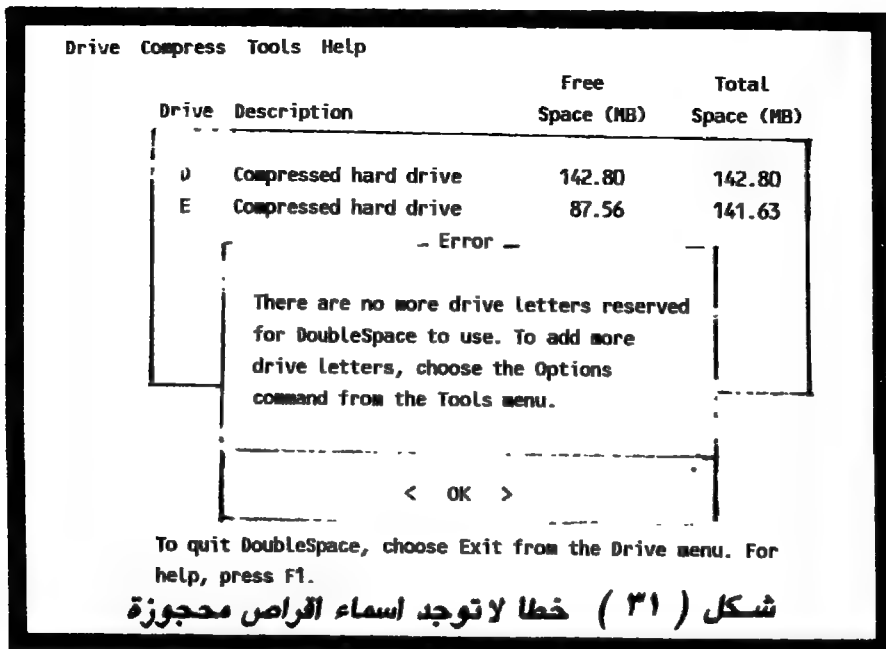 Drive Compress Tools Help
Free Total
Drive Description Space (MB) Space (MB)
D Compressed hard drive 142.80 142.80
E Compressed hard drive 87.56 141.63
Error
There are no more drive letters reserved
for DoubleSpace to use. To add more
drive letters, choose the Options
command from the Tools menu.
< OK >
To quit DoubleSpace, choose Exit from the Drive menu. For
help, press F1.
شكل ( ٣١ ) خطا لا توجد اسماء اقراص محجوزة